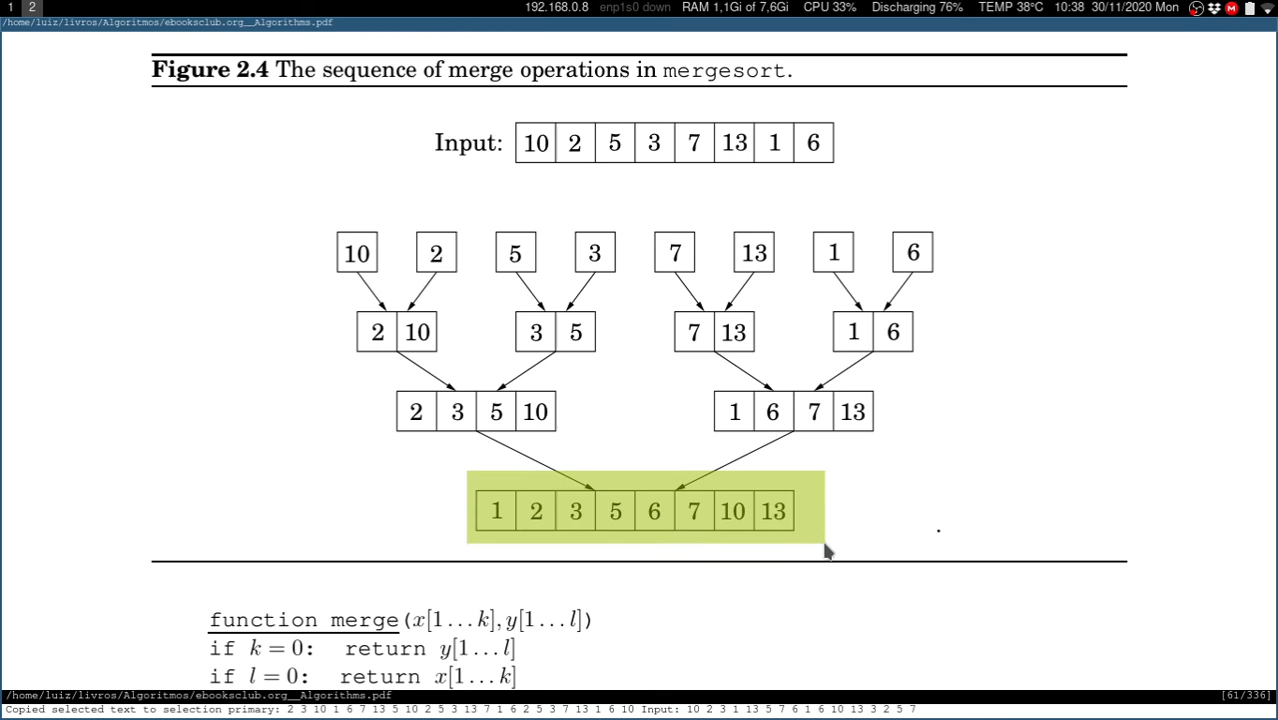 1 2 192.168.0.8 enp1s0 down RAM 1,1Gi of 7,6Gi CPU 33% Discharging 76% TEMP 38°C 10:38 30/11/2020 Mon
/home/luiz/livros/Algoritmos/ebooksclub.org__Algorithms.pdf
Figure 2.4 The sequence of merge operations in mergesort.
Input: 10 2 5 3 7 13 1 6
10 2 5 3 7 13 1 6
2 10 3 5 7 13 1 6
2 3 5 10 1 6 7 13
1 2 3 5 6 7 10 13
.
function merge(x[1...k], y[1...l])
if k = 0: return y[1...l]
if l = 0: return x[1...k]
/home/luiz/livros/Algoritmos/ebooksclub.org__Algorithms.pdf [61/336]
Copied selected text to selection primary: 2 3 10 1 6 7 13 5 10 2 5 3 13 7 1 6 2 5 3 7 13 1 6 10 Input: 10 2 3 1 13 5 7 6 1 6 10 13 3 2 5 7